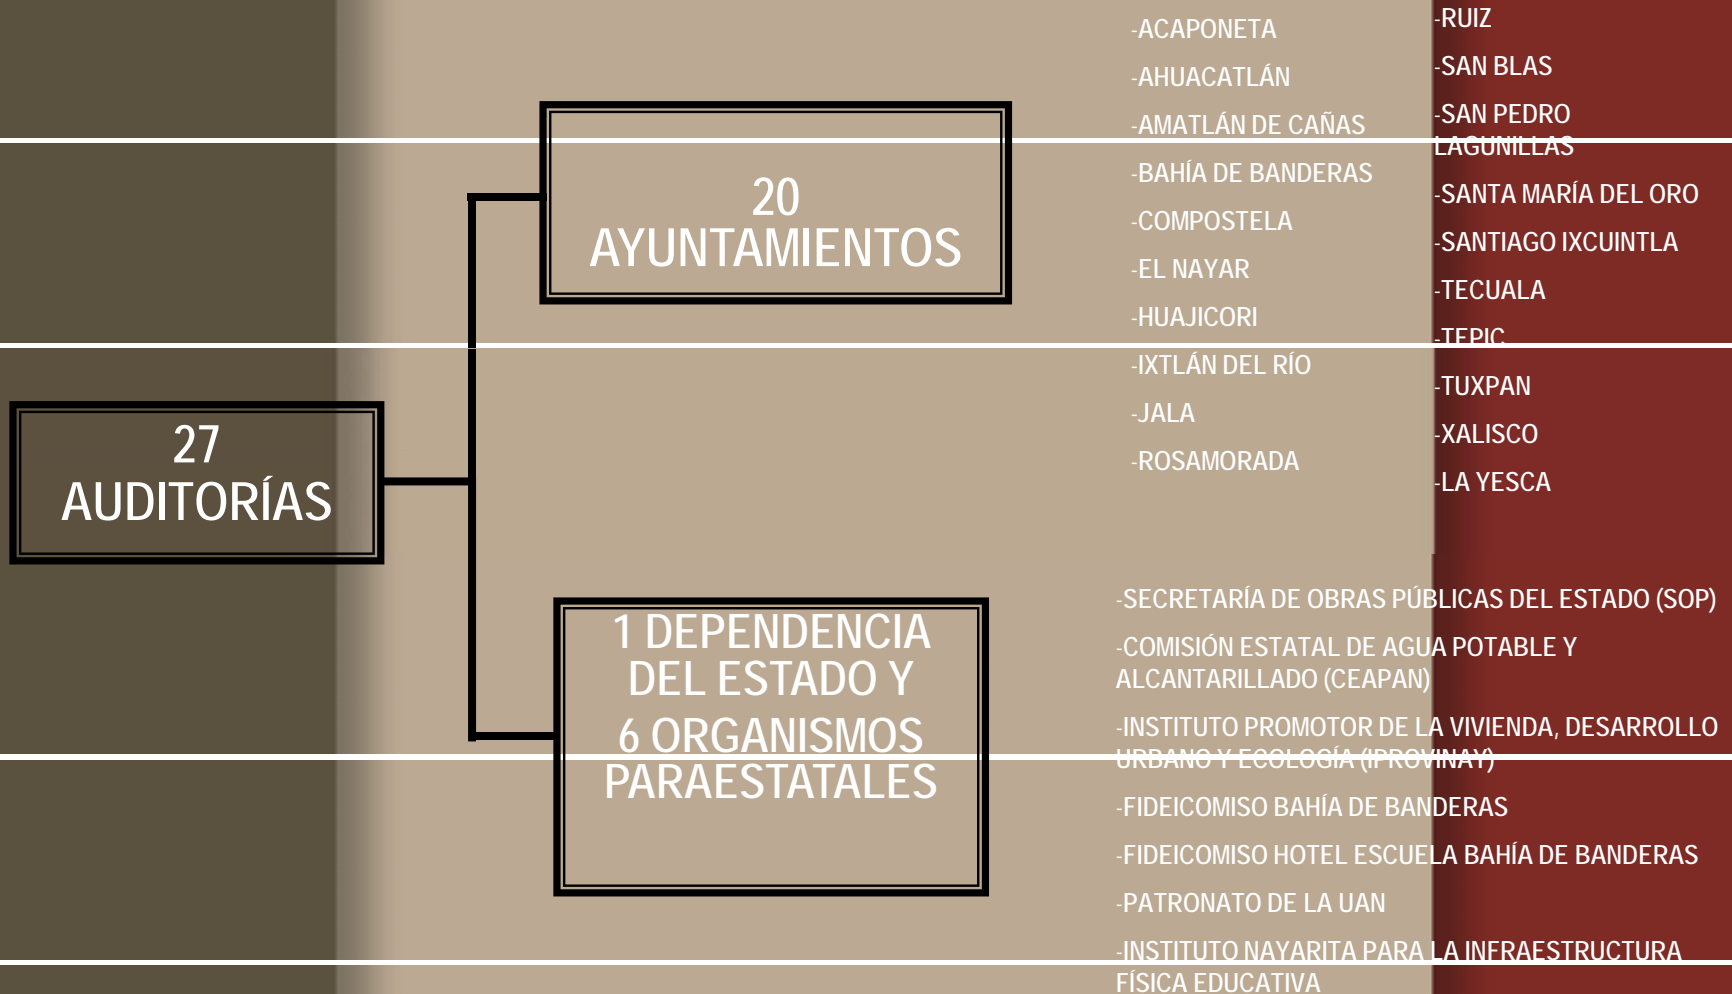 27
AUDITORÍAS
20
AYUNTAMIENTOS
-ACAPONETA
-AHUACATLÁN
-AMATLÁN DE CAÑAS
-BAHÍA DE BANDERAS
-COMPOSTELA
-EL NAYAR
-HUAJICORI
-IXTLÁN DEL RÍO
-JALA
-ROSAMORADA
-RUIZ
-SAN BLAS
-SAN PEDRO
LAGUNILLAS
-SANTA MARÍA DEL ORO
-SANTIAGO IXCUINTLA
-TECUALA
-TEPIC
-TUXPAN
-XALISCO
-LA YESCA
1 DEPENDENCIA
DEL ESTADO Y
6 ORGANISMOS
PARAESTATALES
-SECRETARÍA DE OBRAS PÚBLICAS DEL ESTADO (SOP)
-COMISIÓN ESTATAL DE AGUA POTABLE Y
ALCANTARILLADO (CEAPAN)
-INSTITUTO PROMOTOR DE LA VIVIENDA, DESARROLLO
URBANO Y ECOLOGÍA (IPROVINAY)
-FIDEICOMISO BAHÍA DE BANDERAS
-FIDEICOMISO HOTEL ESCUELA BAHÍA DE BANDERAS
-PATRONATO DE LA UAN
-INSTITUTO NAYARITA PARA LA INFRAESTRUCTURA
FÍSICA EDUCATIVA